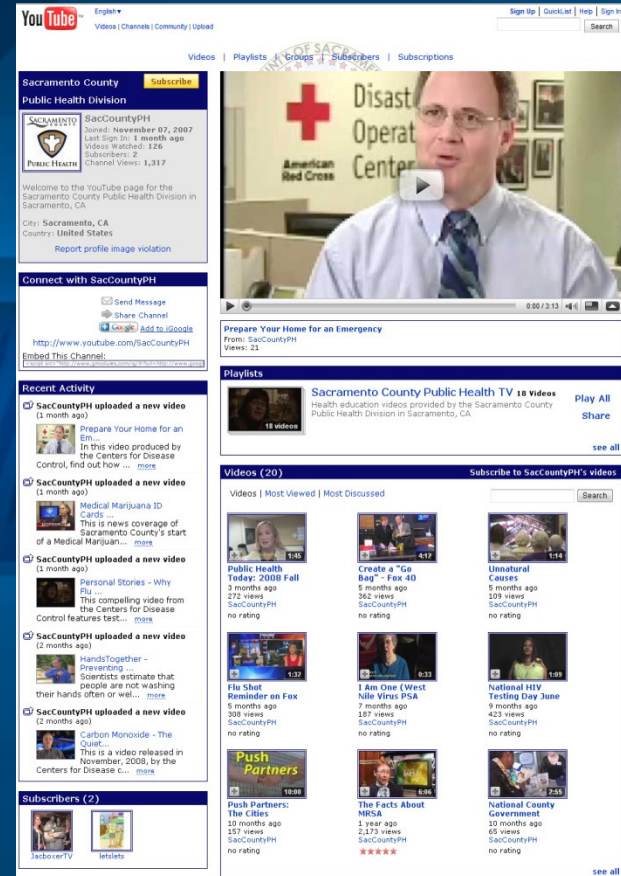 You Tube
English
Videos | Channels | Community | Upload
Sign Up | QuickList | Help | Sign In
Search
Videos | Playlists | Groups | Subscribers | Subscriptions
Sacramento County
Public Health Division
Subscribe
SACRAMENTO
COUNTY
PUBLIC HEALTH
SacCountyPH
Joined: November 07, 2007
Last Sign In: 1 month ago
Videos Watched: 126
Subscribers: 2
Channel Views: 1,317
Welcome to the YouTube page for the
Sacramento County Public Health Division in
Sacramento, CA
City: Sacramento, CA
Country: United States
Report profile image violation
Connect with SacCountyPH
Send Message
Share Channel
Google Add to iGoogle
http://www.youtube.com/SacCountyPH
Embed This Channel:
Recent Activity
SacCountyPH uploaded a new video
(1 month ago)
Prepare Your Home for an
Em...
In this video produced by
the Centers for Disease
Control, find out how ... more
SacCountyPH uploaded a new video
(1 month ago)
Medical Marijuana ID
Cards ...
This is news coverage of
Sacramento County's start
of a Medical Marijuan... more
SacCountyPH uploaded a new video
(1 month ago)
Personal Stories - Why
Flu ...
This compelling video from
the Centers for Disease
Control features test... more
SacCountyPH uploaded a new video
(2 months ago)
HandsTogether -
Preventing ...
Scientists estimate that
people are not washing
their hands often or wel... more
SacCountyPH uploaded a new video
(2 months ago)
Carbon Monoxide - The
Quiet...
This is a video released in
November, 2008, by the
Centers for Disease c... more
Subscribers (2)
JacboxerTV
letslets
American
Red Cross
Disast
Operat
Center
0:00 / 3:13
Prepare Your Home for an Emergency
From: SacCountyPH
Views: 21
Playlists
18 videos
Sacramento County Public Health TV 18 Videos
Health education videos provided by the Sacramento County
Public Health Division in Sacramento, CA
Play All
Share
see all
Videos (20)
Subscribe to SacCountyPH's videos
Videos | Most Viewed | Most Discussed
Search
1:45
Public Health
Today: 2008 Fall
3 months ago
272 views
SacCountyPH
no rating
4:12
Create a "Go
Bag" - Fox 40
5 months ago
362 views
SacCountyPH
no rating
1:14
Unnatural
Causes
5 months ago
109 views
SacCountyPH
no rating
1:37
Flu Shot
Reminder on Fox
5 months ago
308 views
SacCountyPH
no rating
0:33
I Am One (West
Nile Virus PSA
7 months ago
187 views
SacCountyPH
no rating
1:09
National HIV
Testing Day June
9 months ago
423 views
SacCountyPH
no rating
Push
Partners
10:08
Push Partners:
The Cities
10 months ago
157 views
SacCountyPH
no rating
6:06
The Facts About
MRSA
1 year ago
2,173 views
SacCountyPH
2:55
National County
Government
10 months ago
65 views
SacCountyPH
no rating
see all